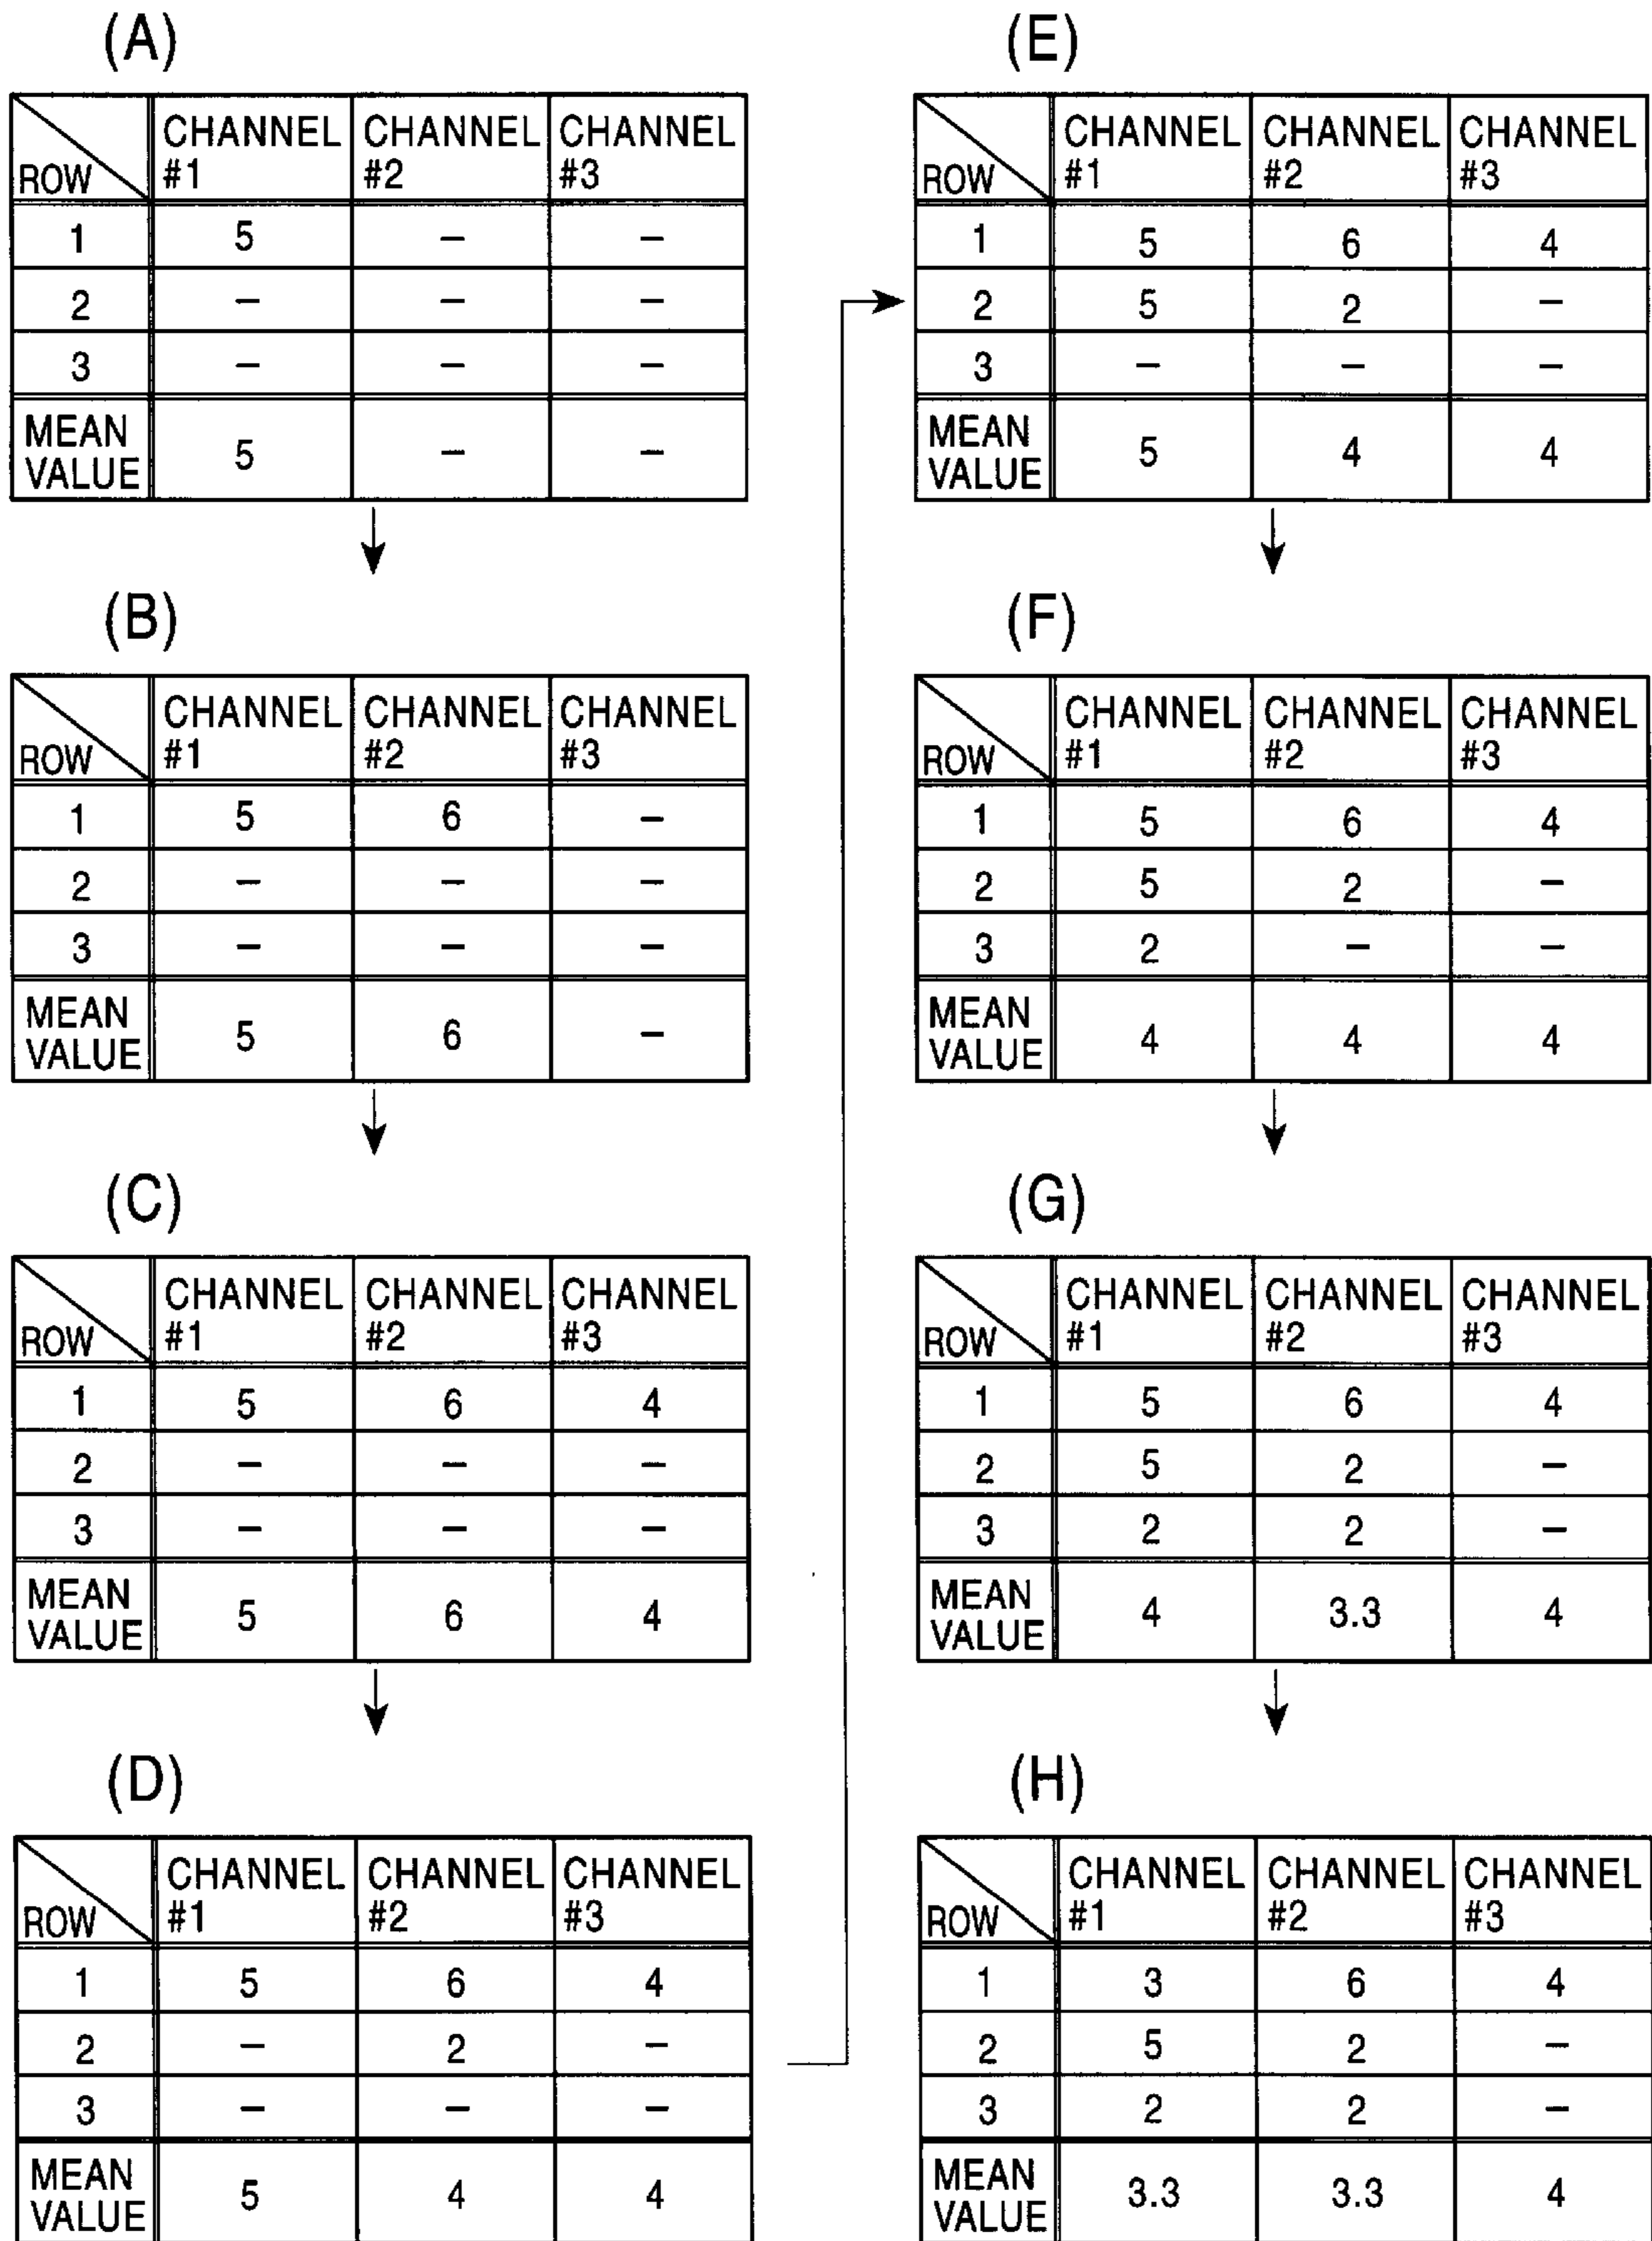 (A)
ROW CHANNEL #1 CHANNEL #2 CHANNEL #3
1 5 – –
2 – – –
3 – – –
MEAN VALUE 5 – –
(B)
ROW CHANNEL #1 CHANNEL #2 CHANNEL #3
1 5 6 –
2 – – –
3 – – –
MEAN VALUE 5 6 –
(C)
ROW CHANNEL #1 CHANNEL #2 CHANNEL #3
1 5 6 4
2 – – –
3 – – –
MEAN VALUE 5 6 4
(D)
ROW CHANNEL #1 CHANNEL #2 CHANNEL #3
1 5 6 4
2 – 2 –
3 – – –
MEAN VALUE 5 4 4
(E)
ROW CHANNEL #1 CHANNEL #2 CHANNEL #3
1 5 6 4
2 5 2 –
3 – – –
MEAN VALUE 5 4 4
(F)
ROW CHANNEL #1 CHANNEL #2 CHANNEL #3
1 5 6 4
2 5 2 –
3 2 – –
MEAN VALUE 4 4 4
(G)
ROW CHANNEL #1 CHANNEL #2 CHANNEL #3
1 5 6 4
2 5 2 –
3 2 2 –
MEAN VALUE 4 3.3 4
(H)
ROW CHANNEL #1 CHANNEL #2 CHANNEL #3
1 3 6 4
2 5 2 –
3 2 2 –
MEAN VALUE 3.3 3.3 4